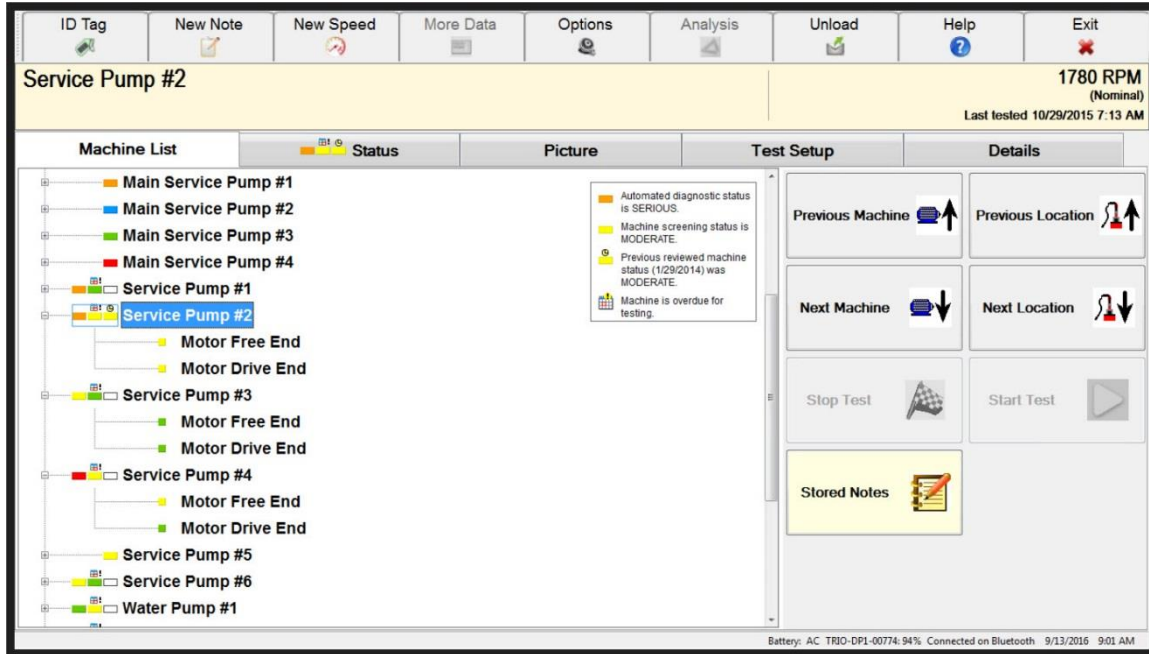 ID Tag
New Note
New Speed
More Data
Options
Analysis
Unload
Help
Exit
Service Pump #2
1780 RPM
(Nominal)
Last tested 10/29/2015 7:13 AM
Machine List
Status
Picture
Test Setup
Details
Main Service Pump #1
Main Service Pump #2
Main Service Pump #3
Main Service Pump #4
Service Pump #1
Service Pump #2
Motor Free End
Motor Drive End
Service Pump #3
Motor Free End
Motor Drive End
Service Pump #4
Motor Free End
Motor Drive End
Service Pump #5
Service Pump #6
Water Pump #1
Automated diagnostic status
is SERIOUS.
Machine screening status is
MODERATE.
Previous reviewed machine
status (1/29/2014) was
MODERATE.
Machine is overdue for
testing.
Previous Machine
Previous Location
Next Machine
Next Location
Stop Test
Start Test
Stored Notes
Battery: AC TRIO-DP1-00774: 94% Connected on Bluetooth 9/13/2016 9:01 AM